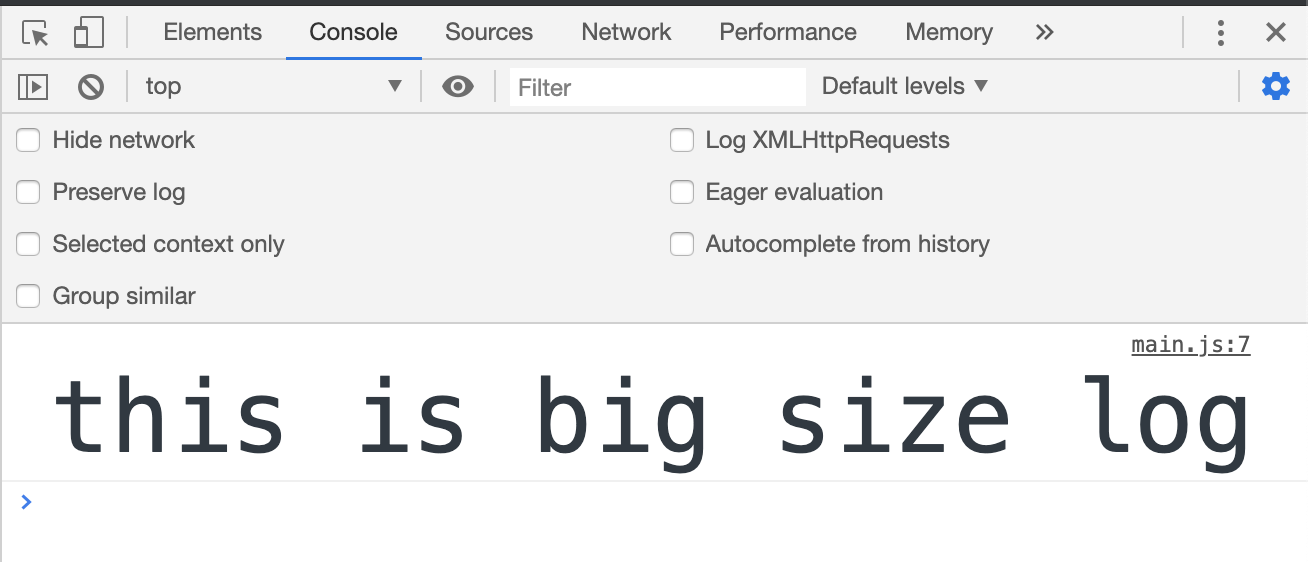 Elements Console Sources Network Performance Memory »
top ▼ Filter Default levels ▼
Hide network Log XMLHttpRequests
Preserve log Eager evaluation
Selected context only Autocomplete from history
Group similar
main.js:7
this is big size log
>